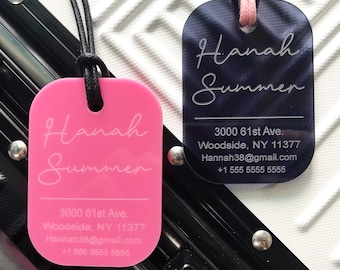 Hanah
Summer
3000 61st Ave.
Woodside, NY 11377
Hannah38@gmail.com
+1 555 5555 5555
Hanah
Summer
3000 61st Ave.
Woodside, NY 11377
Hannah38@gmail.com
+1 555 5555 5555